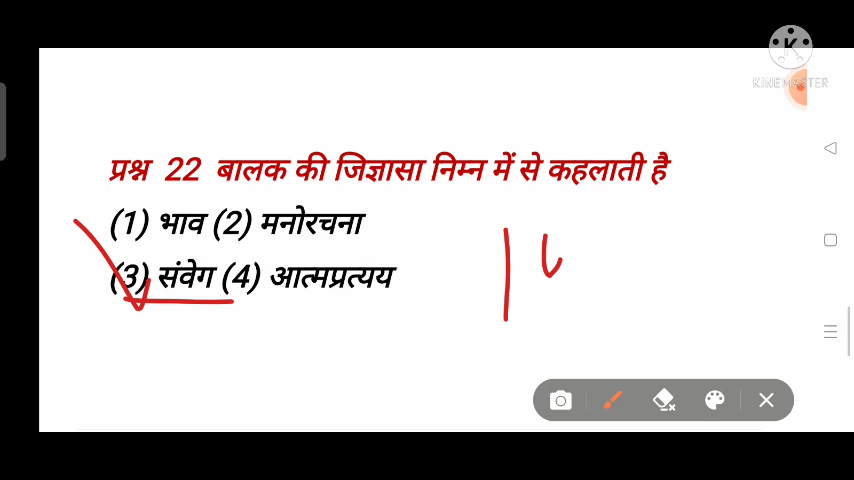 KINEMASTER
प्रश्न 22 बालक की जिज्ञासा निम्न में से कहलाती है
(1) भाव (2) मनोरचना
(3) संवेग (4) आत्मप्रत्यय